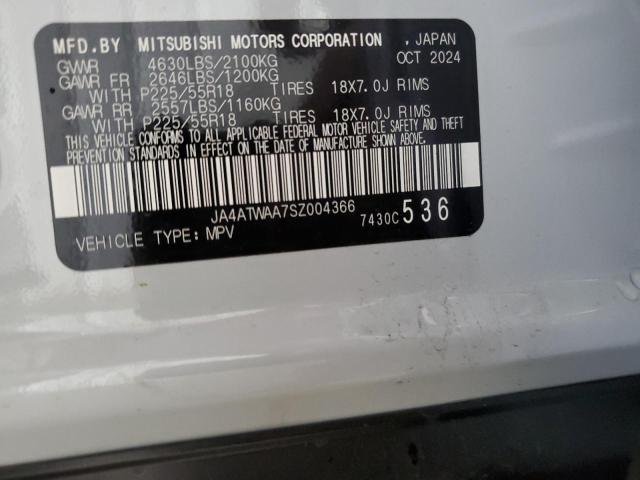 MFD.BY MITSUBISHI MOTORS CORPORATION , JAPAN
GVWR 4630LBS/2100KG OCT 2024
GAWR FR 2646LBS/1200KG
WITH P225/55R18 TIRES 18X7.0J RIMS
GAWR RR 2557LBS/1160KG
WITH P225/55R18 TIRES 18X7.0J RIMS
THIS VEHICLE CONFORMS TO ALL APPLICABLE FEDERAL MOTOR VEHICLE SAFETY AND THEFT
PREVENTION STANDARDS IN EFFECT ON THE DATE OF MANUFACTURE SHOWN ABOVE.
JA4ATWAA7SZ004366
7430C 536
VEHICLE TYPE: MPV